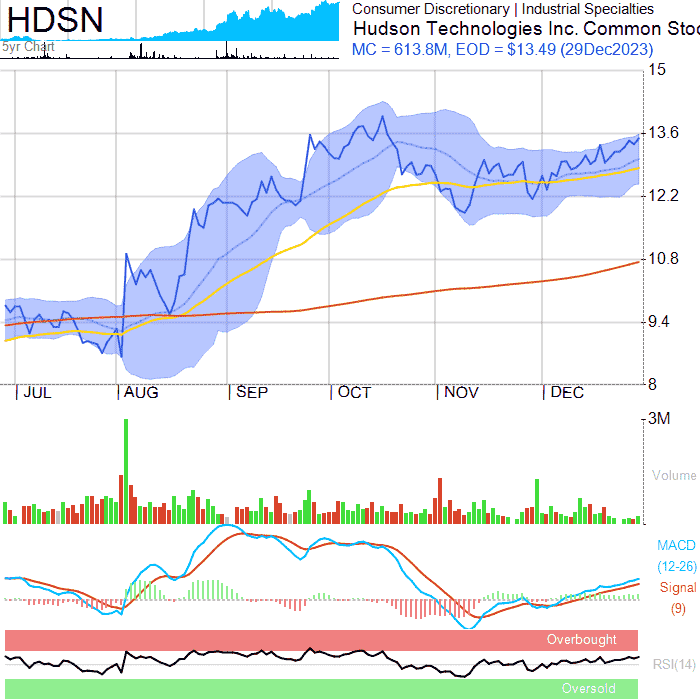 HDSN
5yr Chart
Consumer Discretionary | Industrial Specialties
Hudson Technologies Inc. Common Stoc
MC = 613.8M, EOD = $13.49 (29Dec2023)
15
13.6
12.2
10.8
9.4
8
JUL AUG SEP OCT NOV DEC
3M
Volume
MACD
(12-26)
Signal
(9)
Overbought
RSI(14)
Oversold